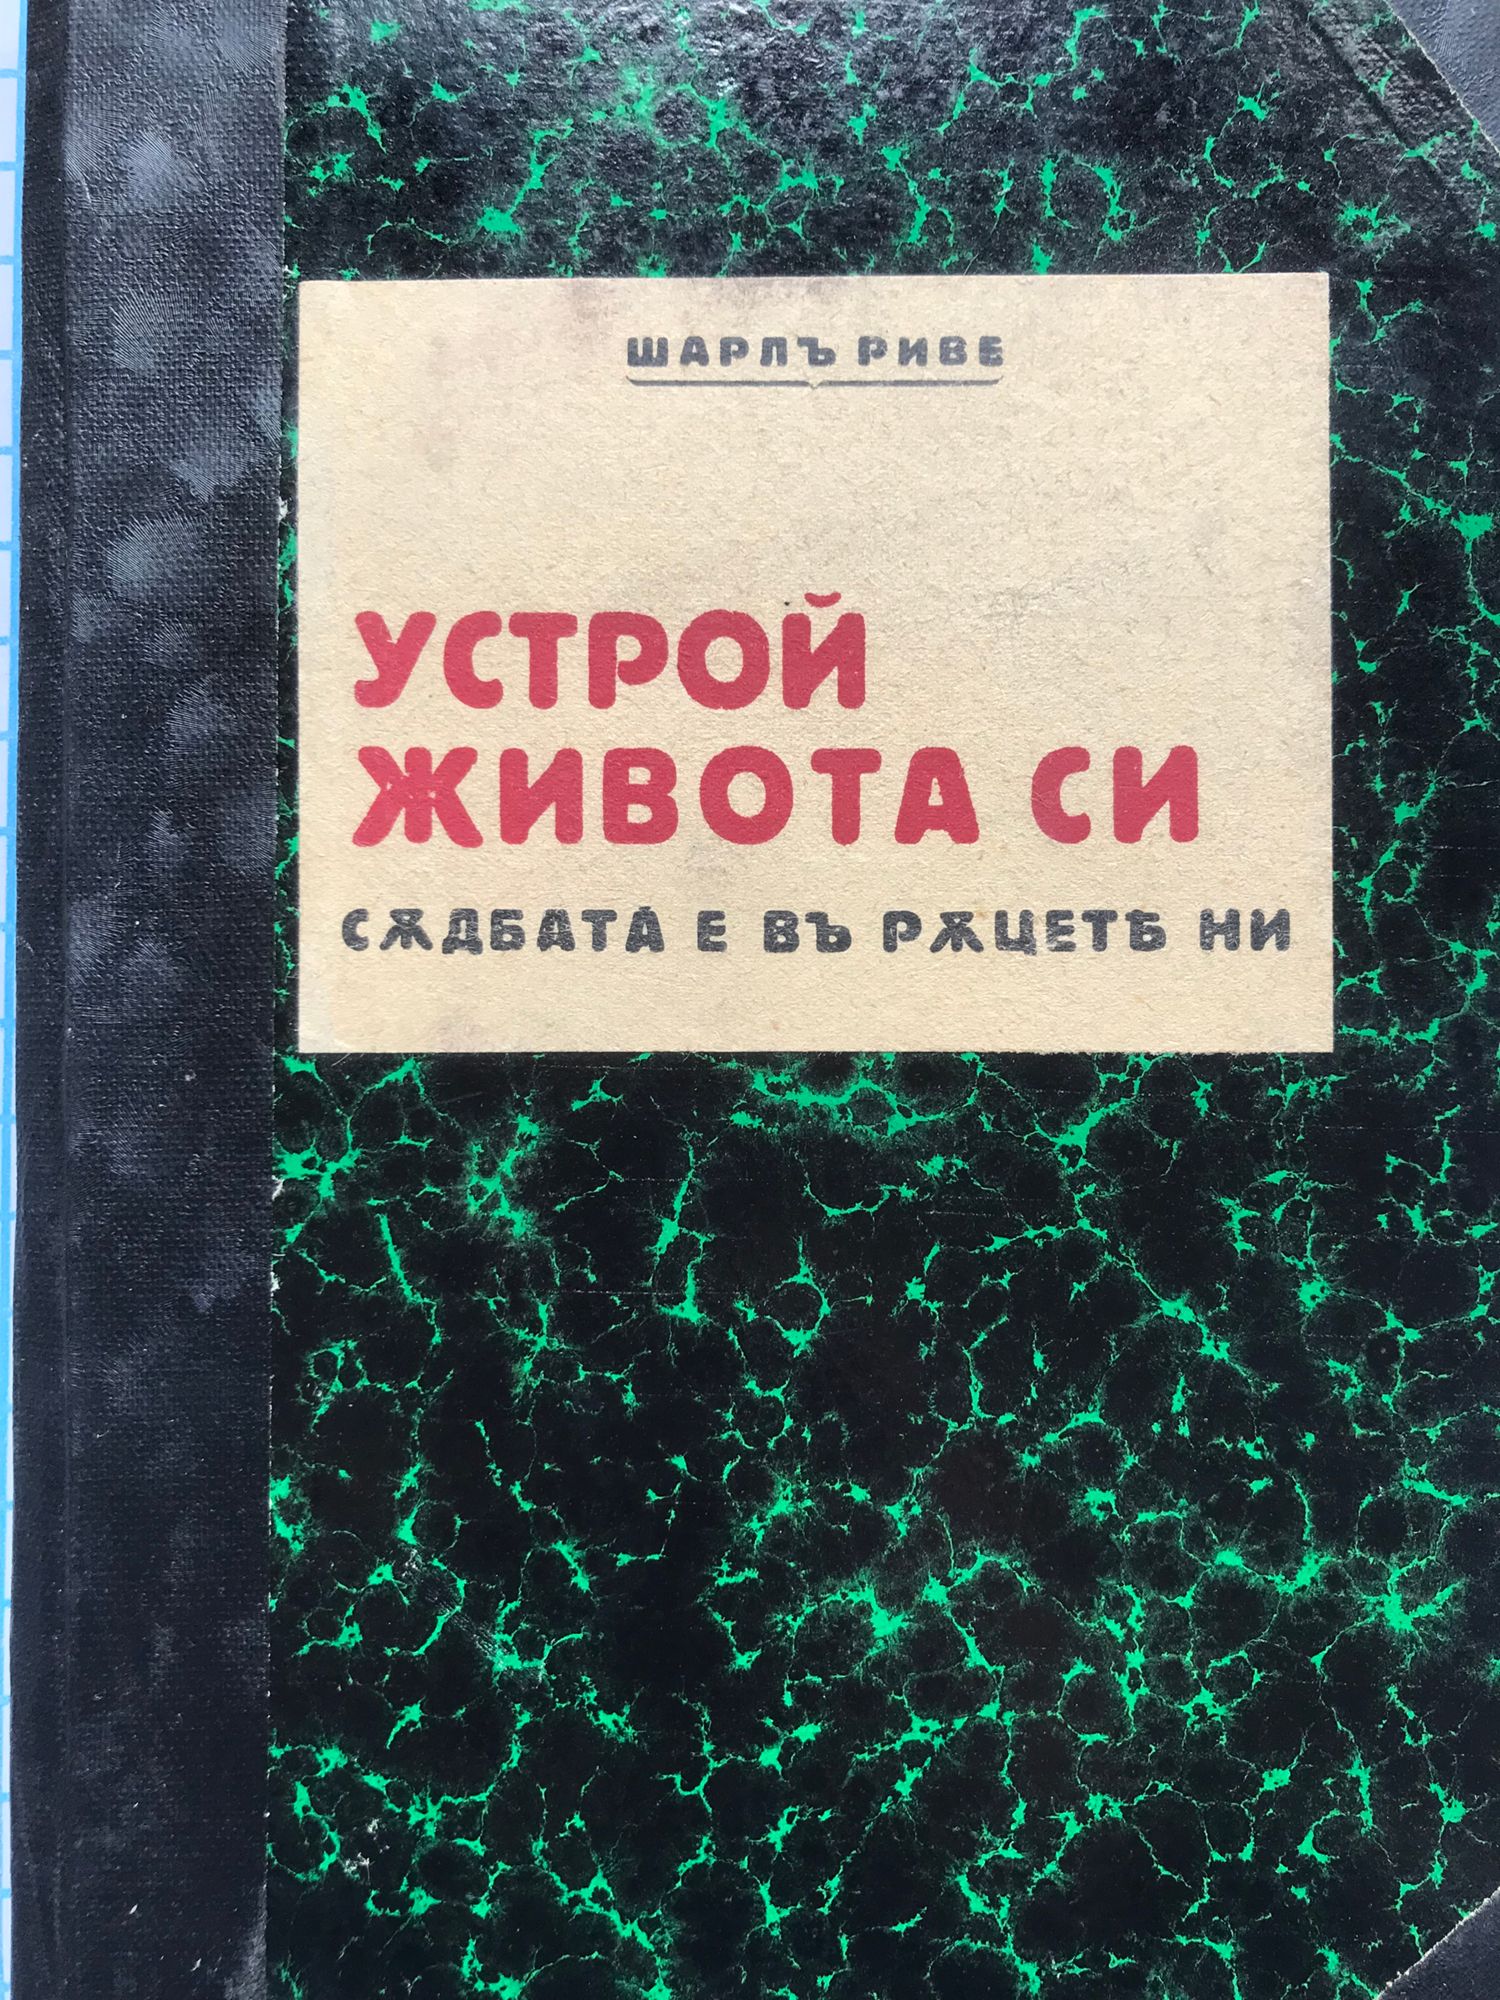 ШАРЛЪ РИВЕ
УСТРОЙ
ЖИВОТА СИ
СѪДБАТА Е ВЪ РѪЦЕТѢ НИ